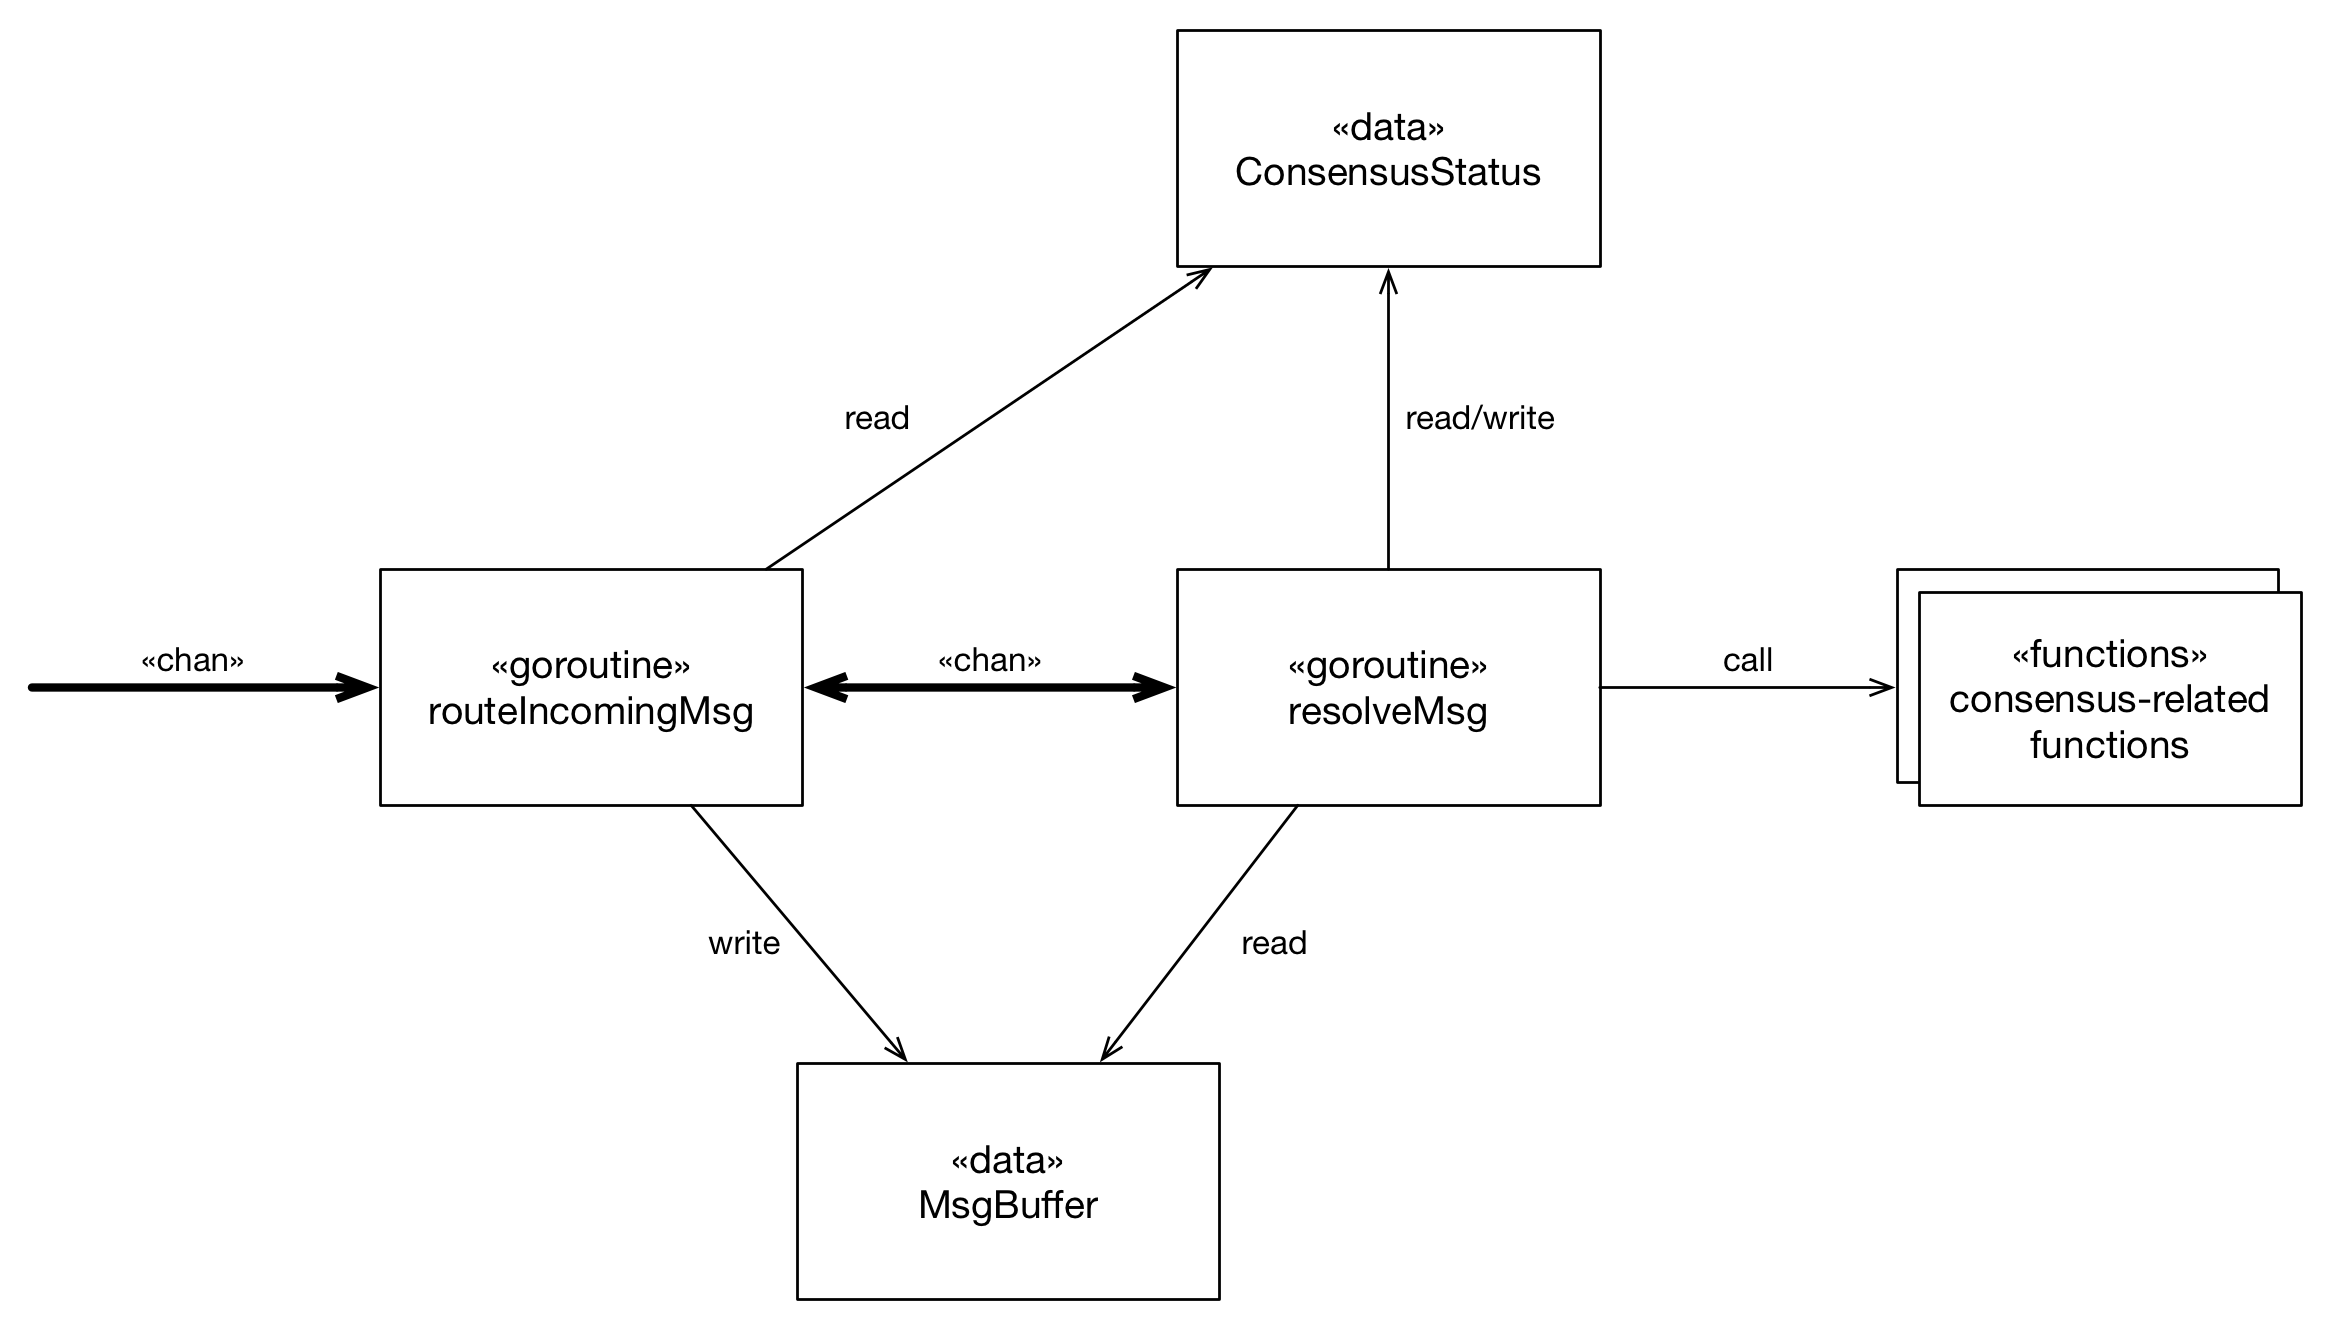 «data»
ConsensusStatus
read
read/write
«chan»
«goroutine»
routeIncomingMsg
«chan»
«goroutine»
resolveMsg
call
«functions»
consensus-related
functions
write
read
«data»
MsgBuffer